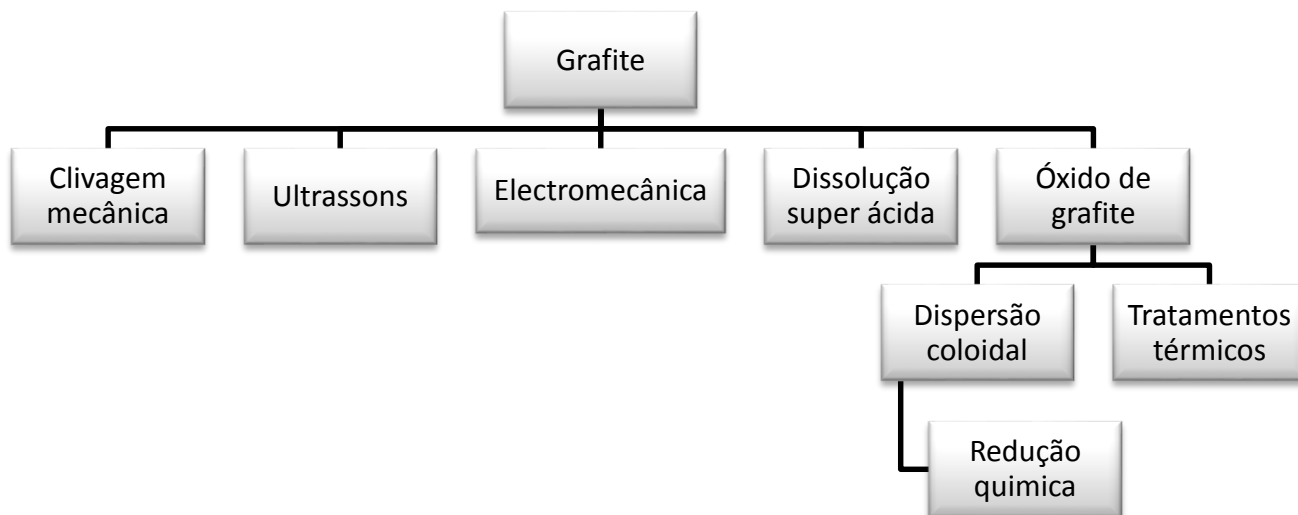 Grafite
Clivagem
mecânica
Ultrassons
Electromecânica
Dissolução
super ácida
Óxido de
grafite
Dispersão
coloidal
Tratamentos
térmicos
Redução
quimica